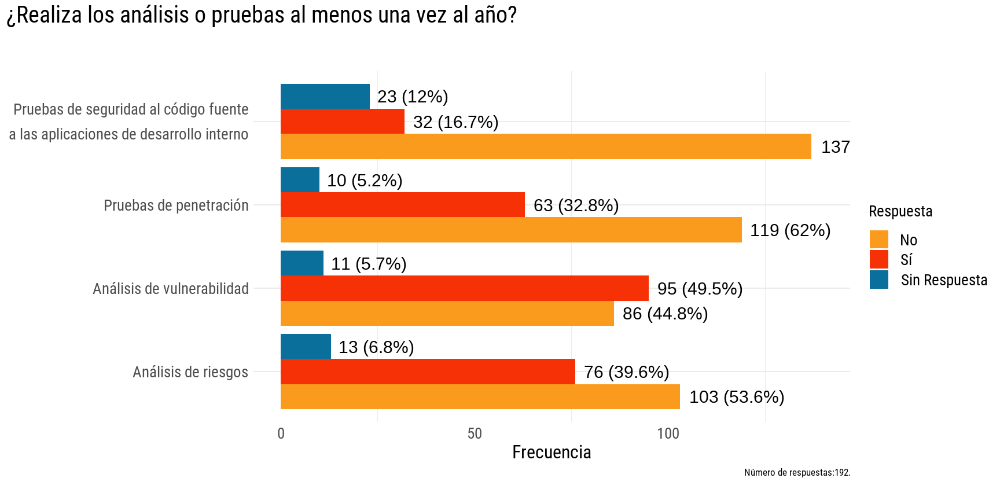 ¿Realiza los análisis o pruebas al menos una vez al año?
Pruebas de seguridad al código fuente
a las aplicaciones de desarrollo interno
23 (12%)
32 (16.7%)
137
Pruebas de penetración
10 (5.2%)
63 (32.8%)
119 (62%)
Análisis de vulnerabilidad
11 (5.7%)
95 (49.5%)
86 (44.8%)
Análisis de riesgos
13 (6.8%)
76 (39.6%)
103 (53.6%)
0 50 100
Frecuencia
Respuesta
No
Sí
Sin Respuesta
Número de respuestas:192.